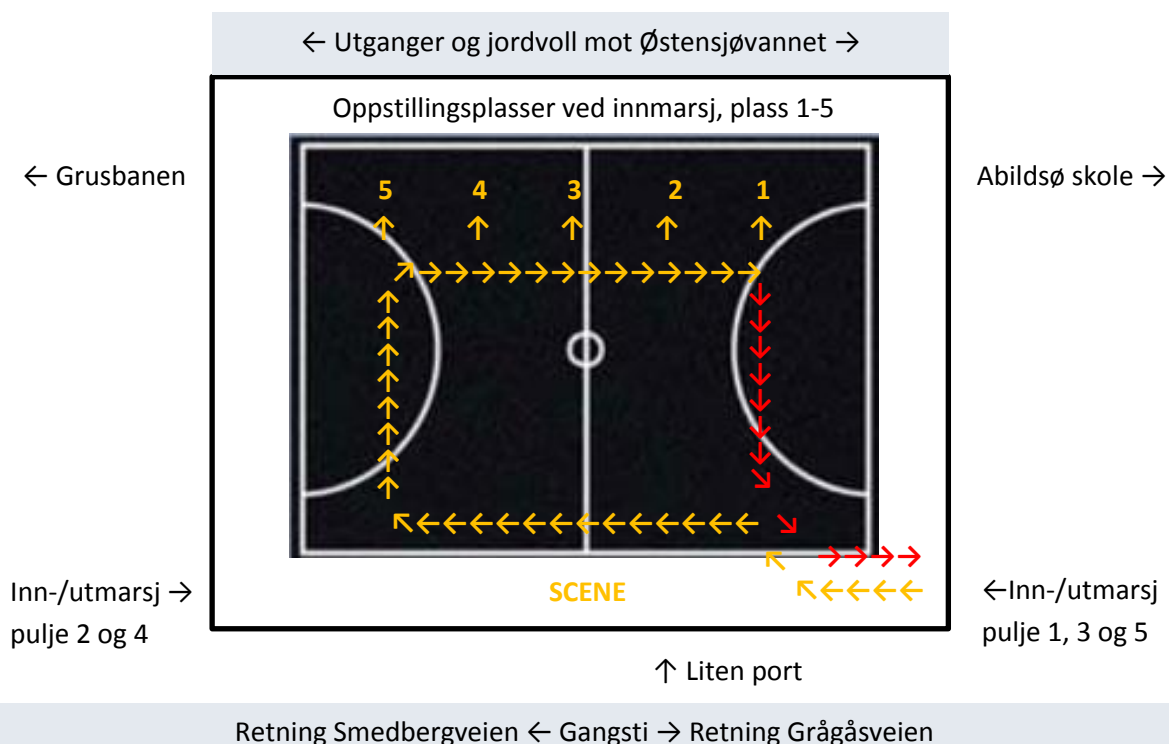 ← Utganger og jordvoll mot Østensjøvannet →
Oppstillingsplasser ved innmarsj, plass 1-5
← Grusbanen
Abildsø skole →
5 4 3 2 1
Inn-/utmarsj →
pulje 2 og 4
SCENE
←Inn-/utmarsj
pulje 1, 3 og 5
↑ Liten port
Retning Smedbergveien ← Gangsti → Retning Grågåsveien